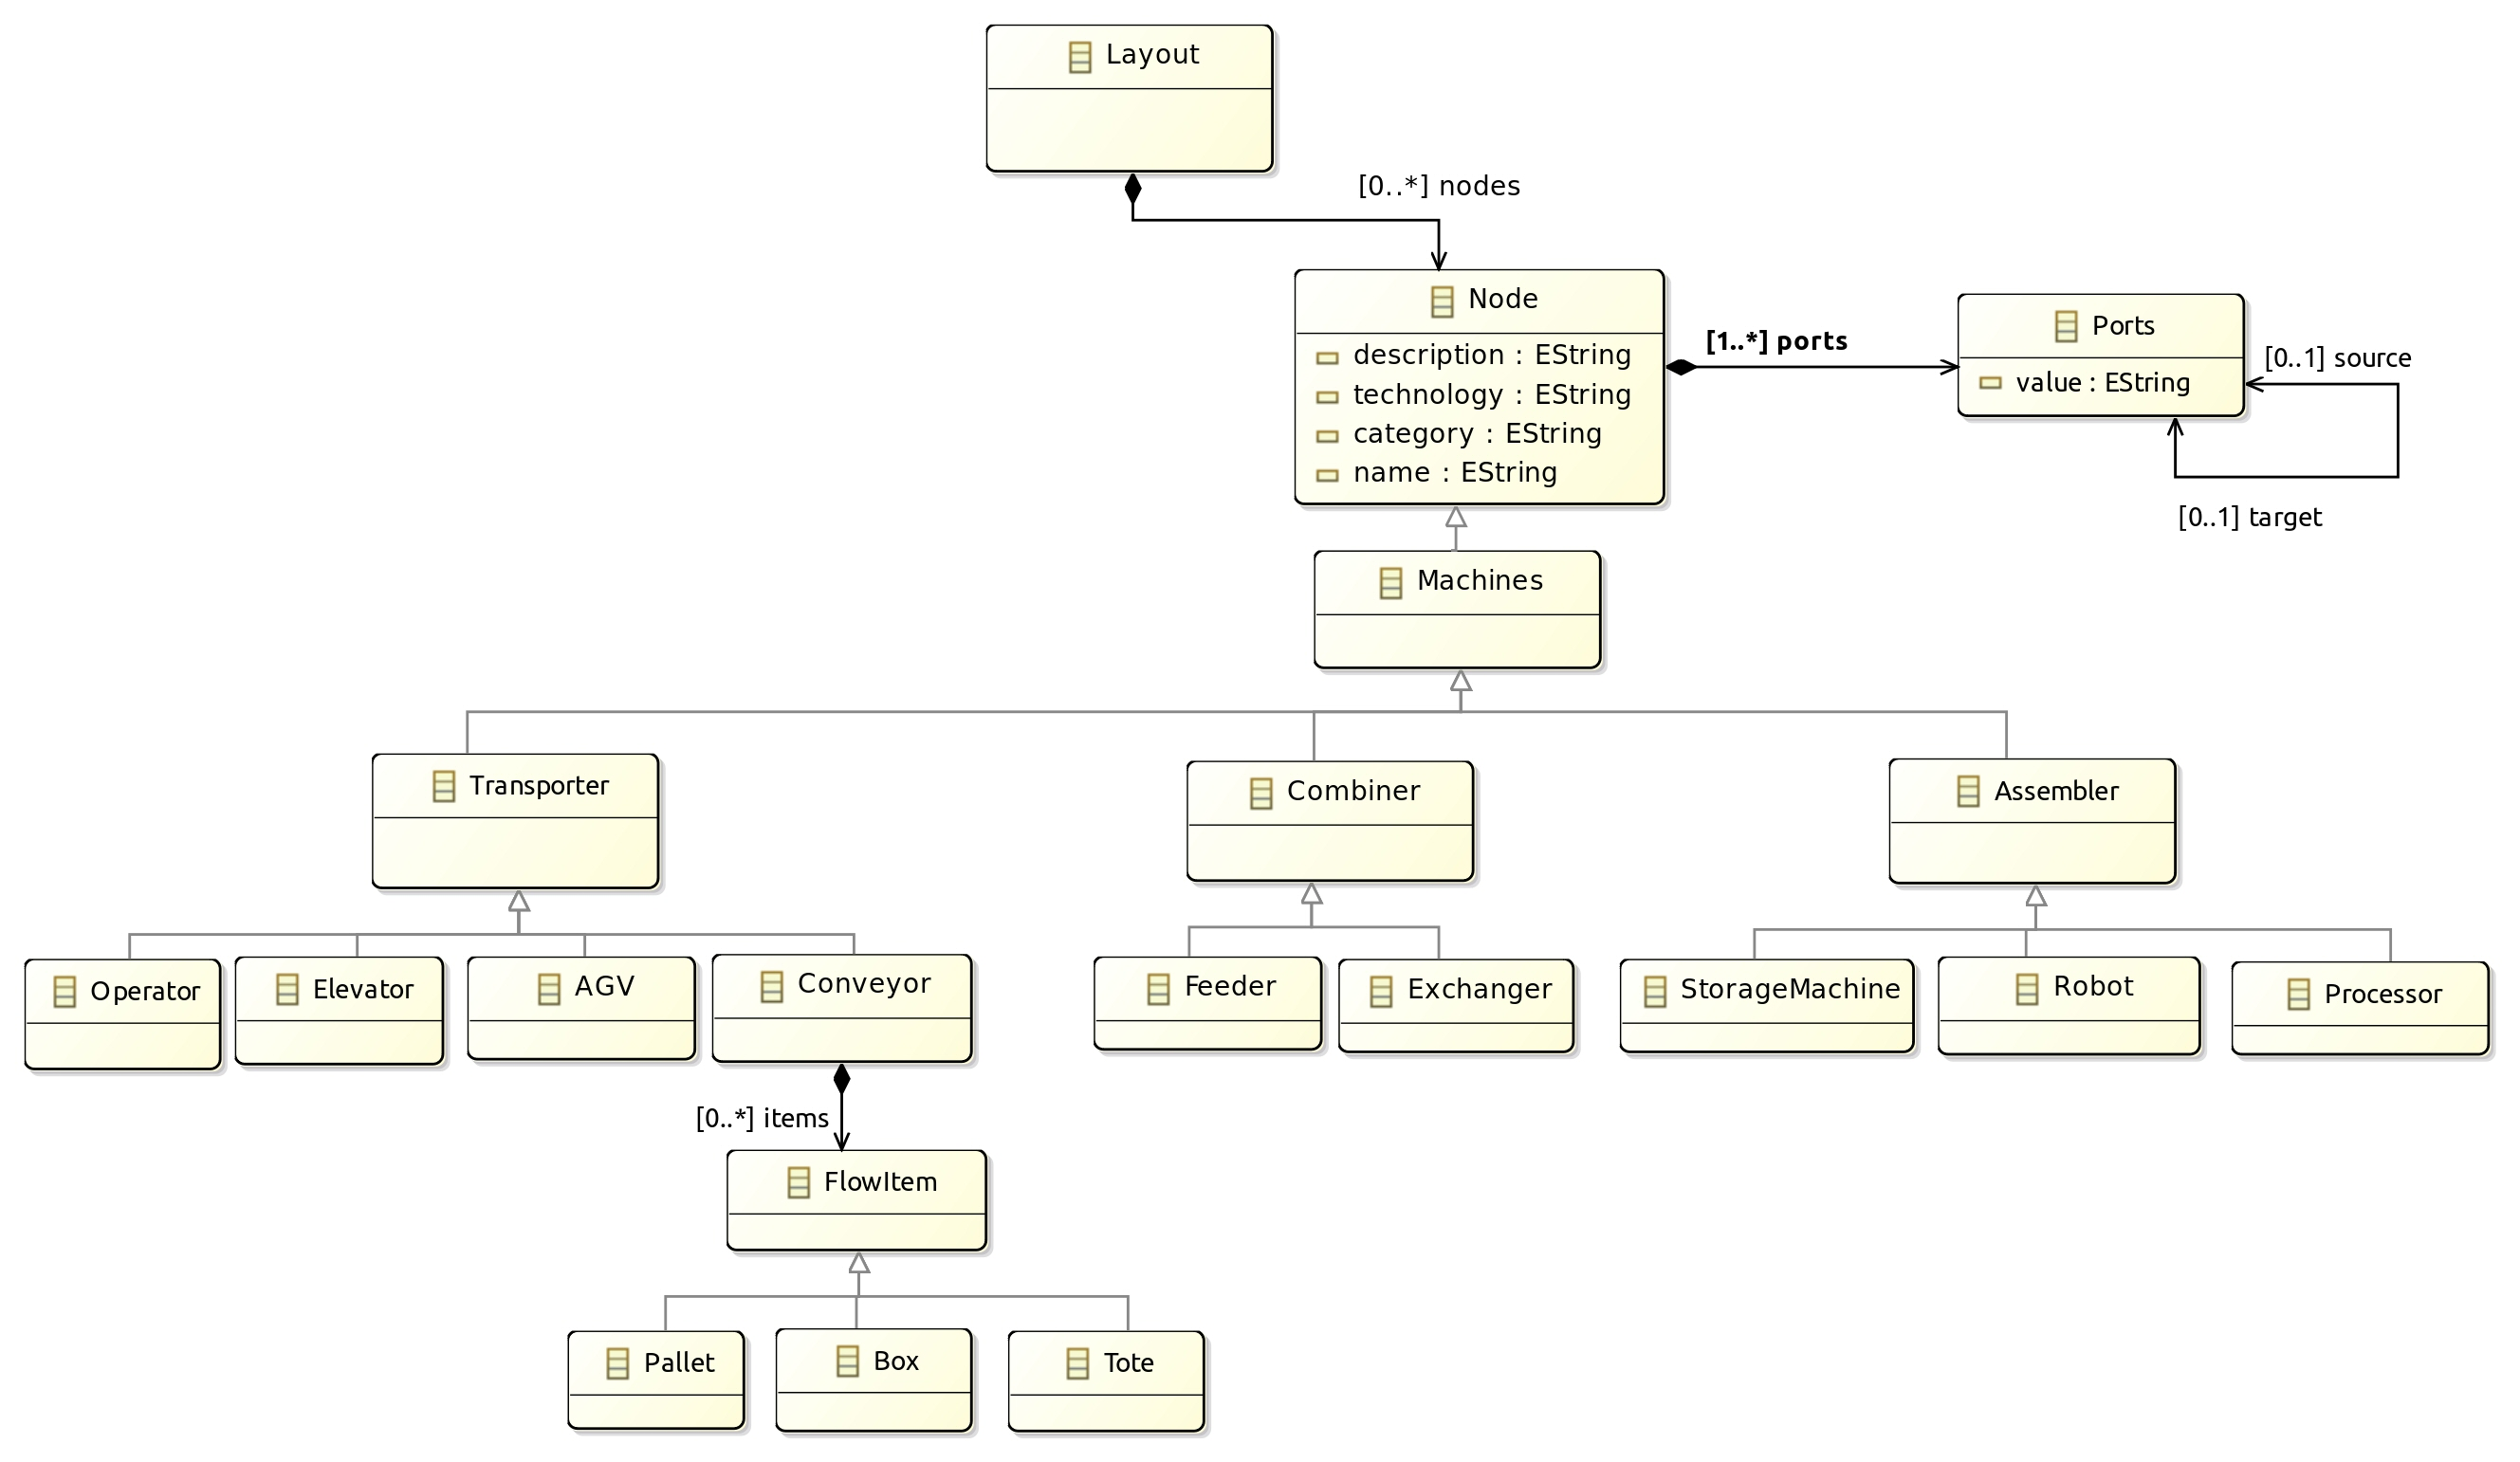 Layout
[0..*] nodes
Node
description : EString
technology : EString
category : EString
name : EString
[1..*] ports
Ports
value : EString
[0..1] source
[0..1] target
Machines
Transporter
Combiner
Assembler
Operator
Elevator
AGV
Conveyor
Feeder
Exchanger
StorageMachine
Robot
Processor
[0..*] items
FlowItem
Pallet
Box
Tote